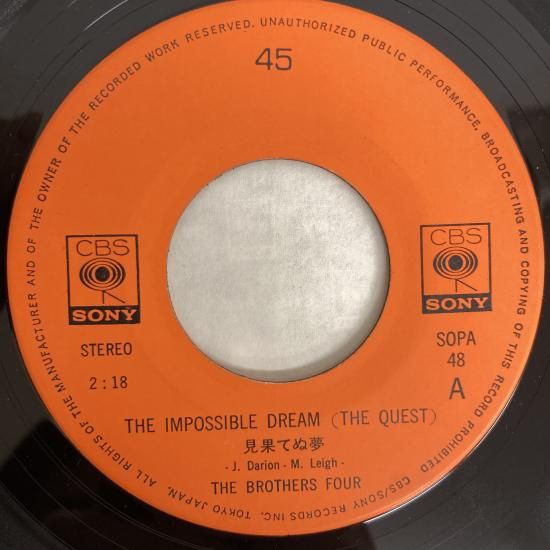 ALL RIGHTS OF THE MANUFACTURER AND OF THE OWNER OF THE RECORDED WORK RESERVED. UNAUTHORIZED PUBLIC PERFORMANCE, BROADCASTING AND COPYING OF THIS RECORD PROHIBITED
45
CBS
SONY
CBS
SONY
STEREO
2:18
SOPA
48
A
THE IMPOSSIBLE DREAM (THE QUEST)
見果てぬ夢
- J. Darion - M. Leigh -
THE BROTHERS FOUR
CBS/SONY RECORDS INC. TOKYO JAPAN.